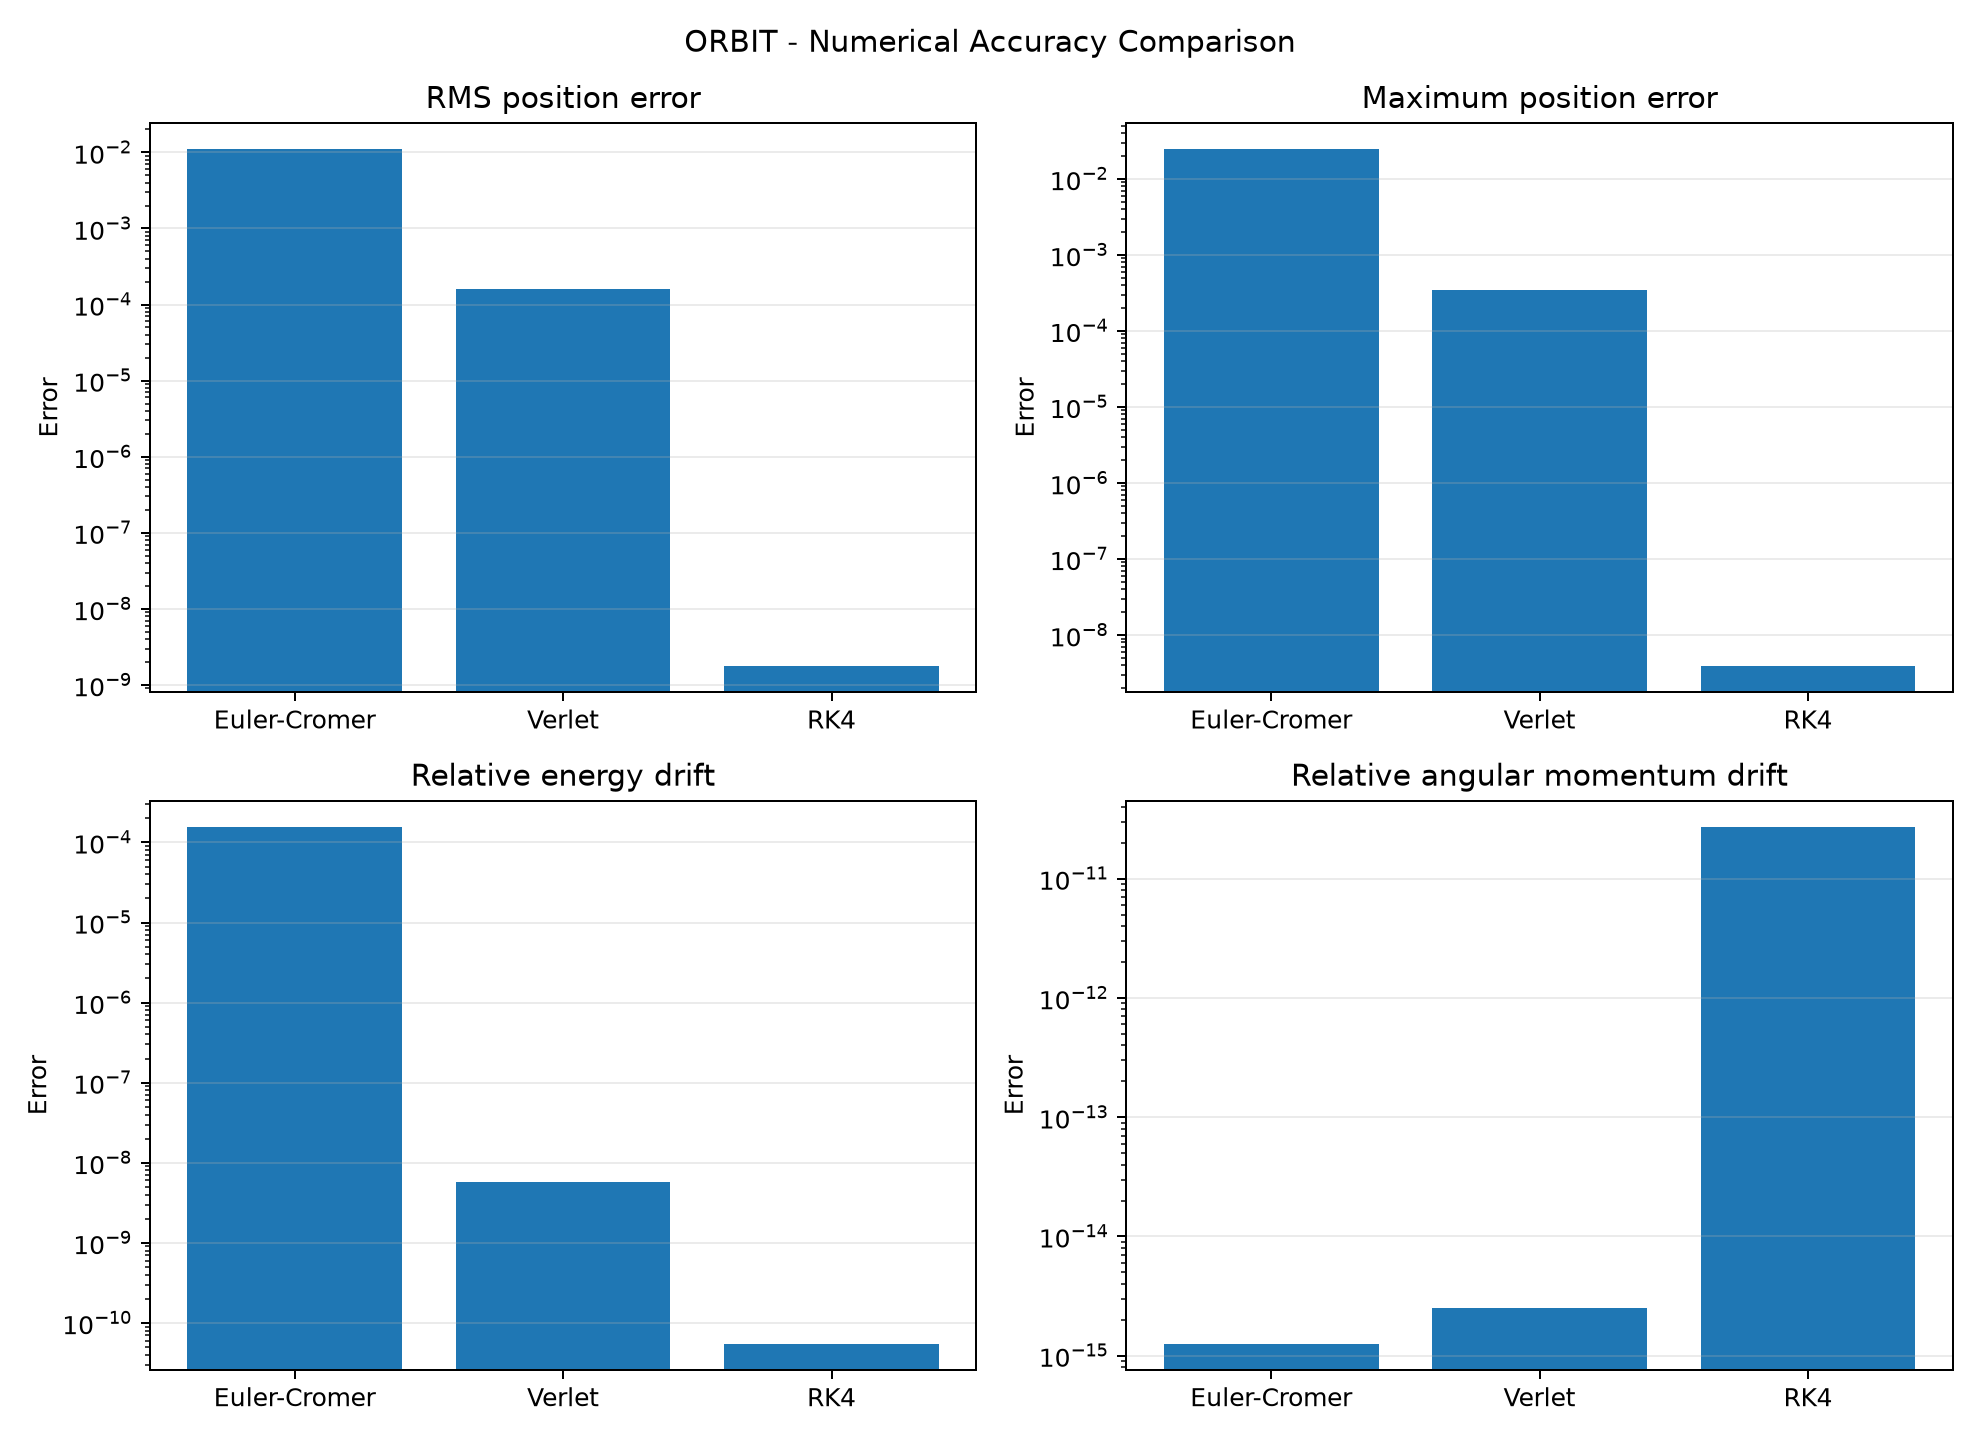 ORBIT - Numerical Accuracy Comparison
RMS position error
Error
10⁻²
10⁻³
10⁻⁴
10⁻⁵
10⁻⁶
10⁻⁷
10⁻⁸
10⁻⁹
Euler-Cromer Verlet RK4
Maximum position error
Error
10⁻²
10⁻³
10⁻⁴
10⁻⁵
10⁻⁶
10⁻⁷
10⁻⁸
Euler-Cromer Verlet RK4
Relative energy drift
Error
10⁻⁴
10⁻⁵
10⁻⁶
10⁻⁷
10⁻⁸
10⁻⁹
10⁻¹⁰
Euler-Cromer Verlet RK4
Relative angular momentum drift
Error
10⁻¹¹
10⁻¹²
10⁻¹³
10⁻¹⁴
10⁻¹⁵
Euler-Cromer Verlet RK4